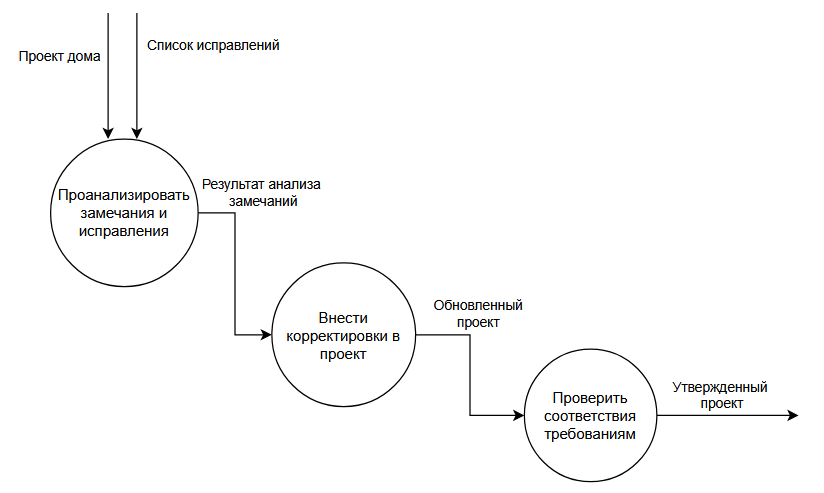 Проект дома
Список исправлений
Проанализировать
замечания и
исправления
Результат анализа
замечаний
Внести
корректировки в
проект
Обновленный
проект
Проверить
соответствия
требованиям
Утвержденный
проект